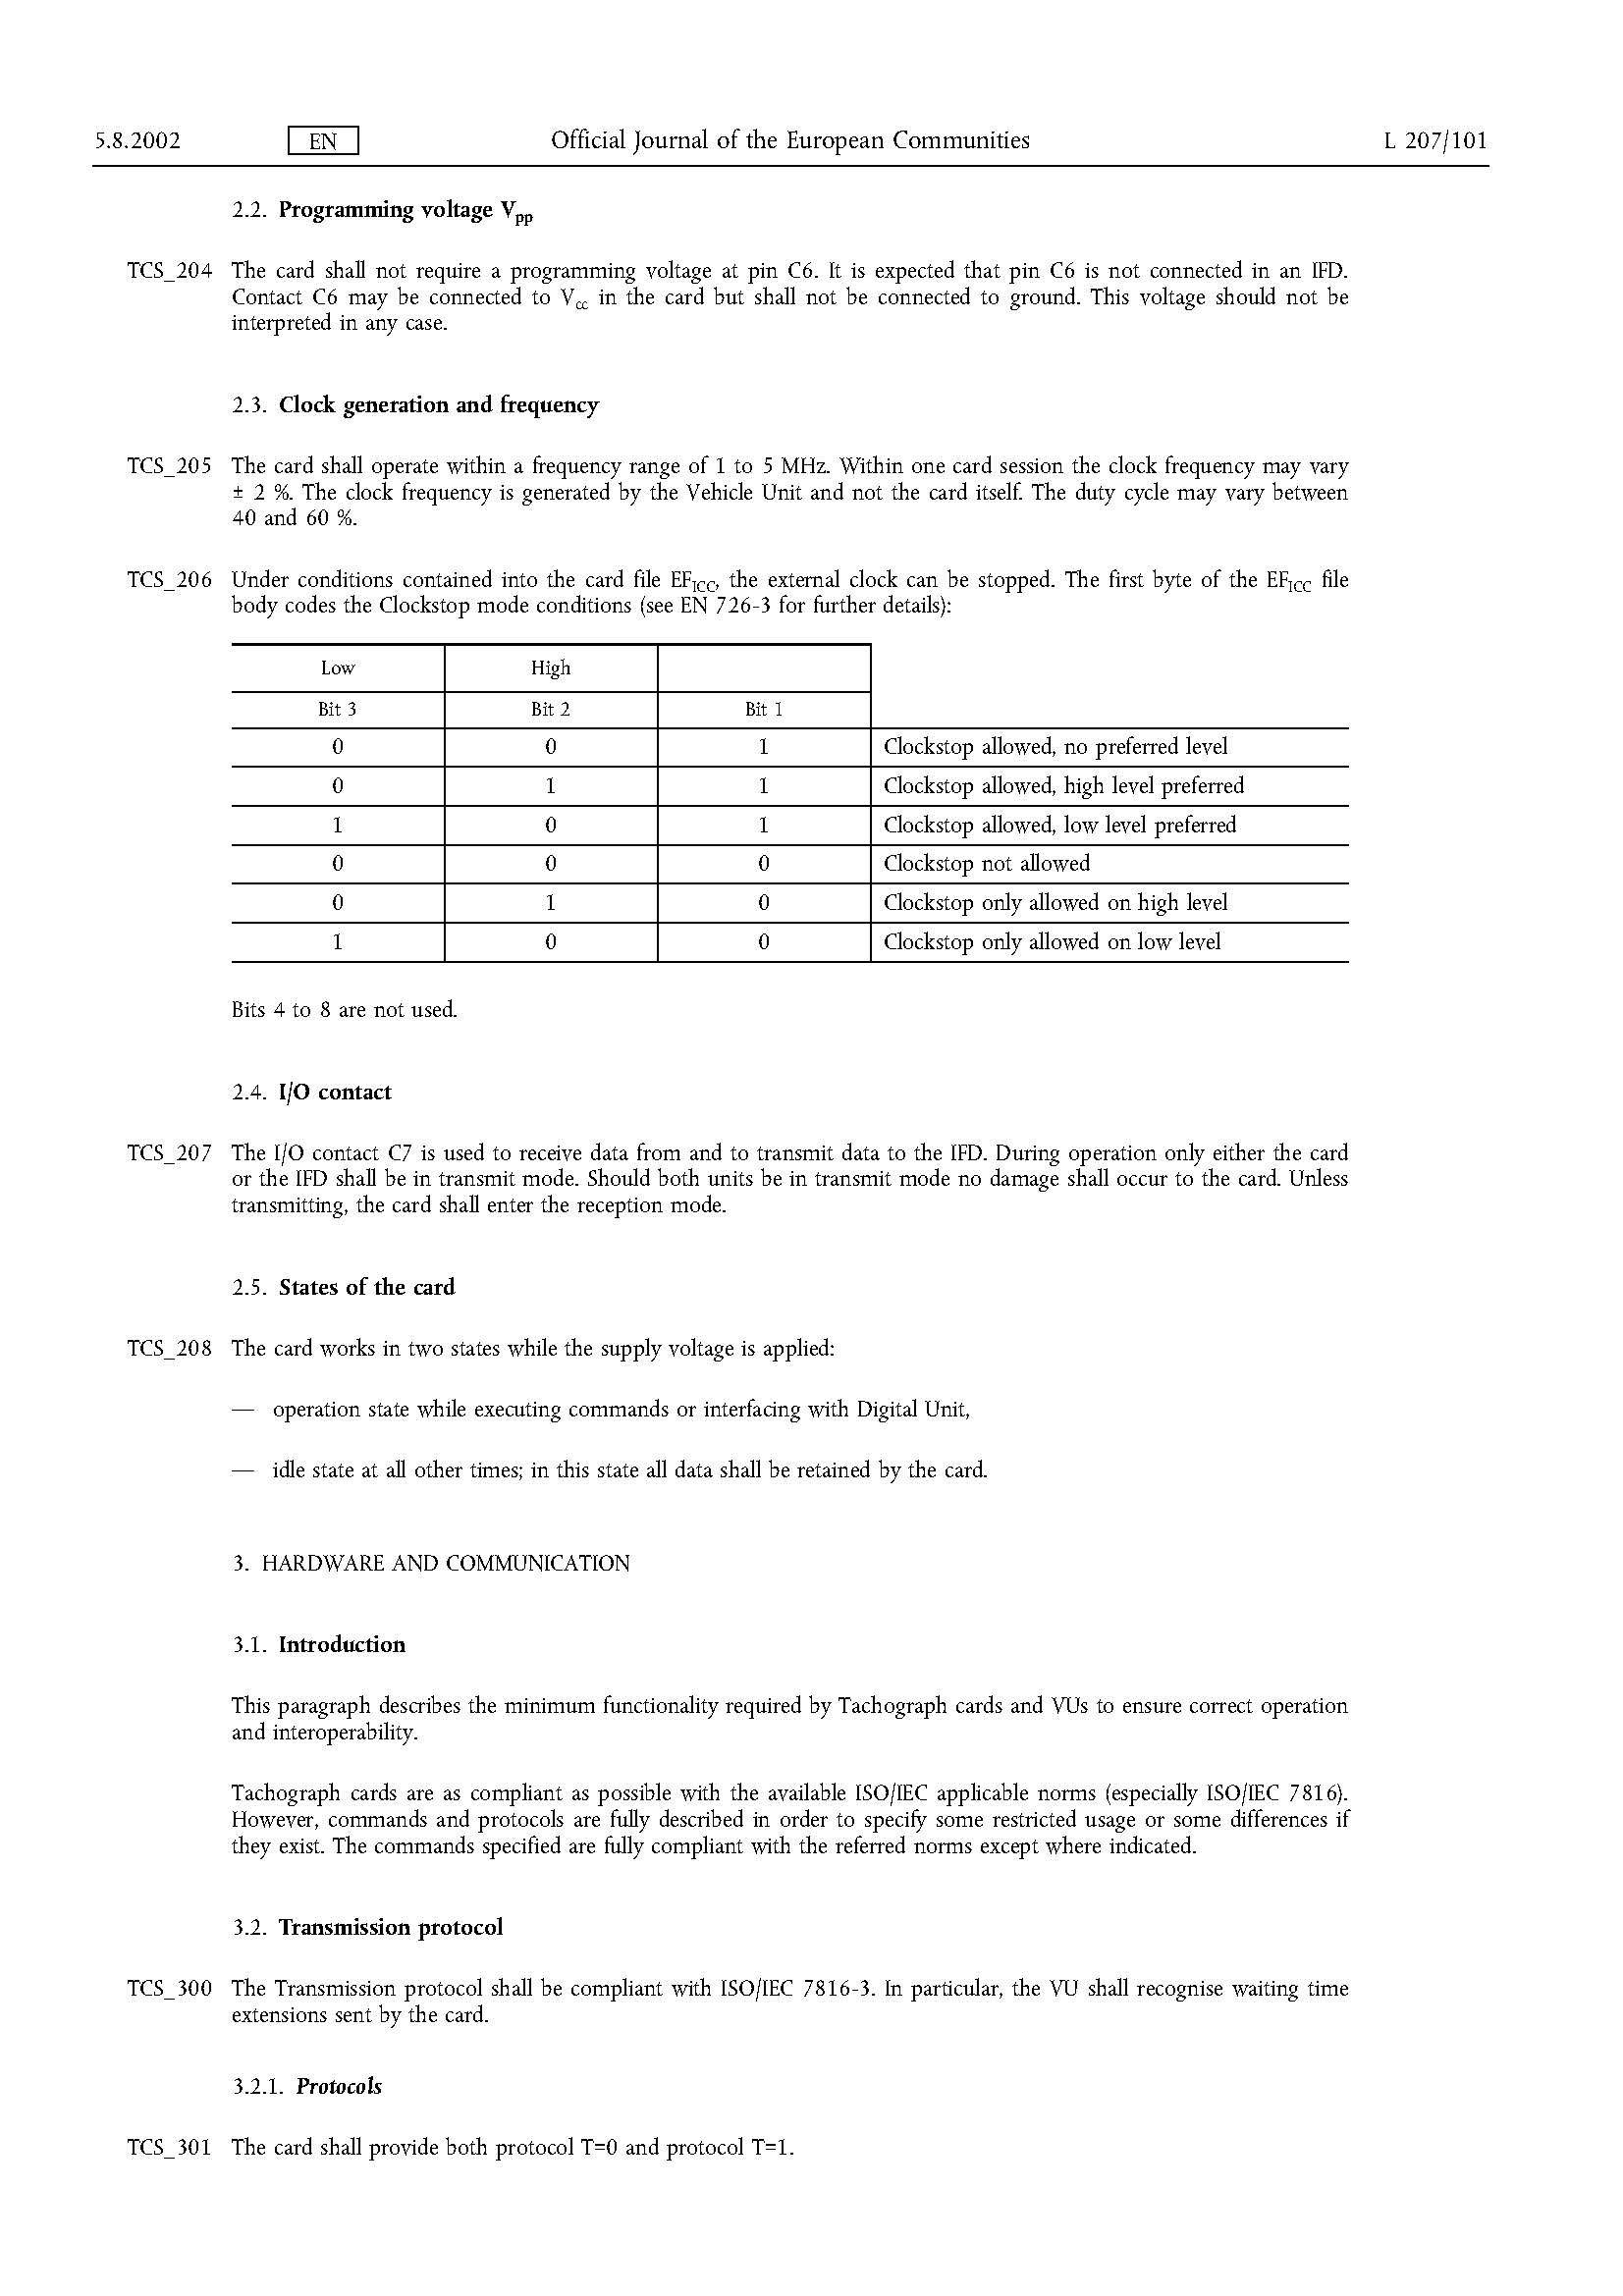 5.8.2002 EN Official Journal of the European Communities L 207/101
2.2. Programming voltage Vpp
TCS_204 The card shall not require a programming voltage at pin C6. It is expected that pin C6 is not connected in an IFD.
Contact C6 may be connected to Vcc in the card but shall not be connected to ground. This voltage should not be
interpreted in any case.
2.3. Clock generation and frequency
TCS_205 The card shall operate within a frequency range of 1 to 5 MHz. Within one card session the clock frequency may vary
± 2 %. The clock frequency is generated by the Vehicle Unit and not the card itself. The duty cycle may vary between
40 and 60 %.
TCS_206 Under conditions contained into the card file EFICC, the external clock can be stopped. The first byte of the EFICC file
body codes the Clockstop mode conditions (see EN 726-3 for further details):
Low High
Bit 3 Bit 2 Bit 1
0 0 1 Clockstop allowed, no preferred level
0 1 1 Clockstop allowed, high level preferred
1 0 1 Clockstop allowed, low level preferred
0 0 0 Clockstop not allowed
0 1 0 Clockstop only allowed on high level
1 0 0 Clockstop only allowed on low level
Bits 4 to 8 are not used.
2.4. I/O contact
TCS_207 The I/O contact C7 is used to receive data from and to transmit data to the IFD. During operation only either the card
or the IFD shall be in transmit mode. Should both units be in transmit mode no damage shall occur to the card. Unless
transmitting, the card shall enter the reception mode.
2.5. States of the card
TCS_208 The card works in two states while the supply voltage is applied:
— operation state while executing commands or interfacing with Digital Unit,
— idle state at all other times; in this state all data shall be retained by the card.
3. HARDWARE AND COMMUNICATION
3.1. Introduction
This paragraph describes the minimum functionality required by Tachograph cards and VUs to ensure correct operation
and interoperability.
Tachograph cards are as compliant as possible with the available ISO/IEC applicable norms (especially ISO/IEC 7816).
However, commands and protocols are fully described in order to specify some restricted usage or some differences if
they exist. The commands specified are fully compliant with the referred norms except where indicated.
3.2. Transmission protocol
TCS_300 The Transmission protocol shall be compliant with ISO/IEC 7816-3. In particular, the VU shall recognise waiting time
extensions sent by the card.
3.2.1. Protocols
TCS_301 The card shall provide both protocol T=0 and protocol T=1.